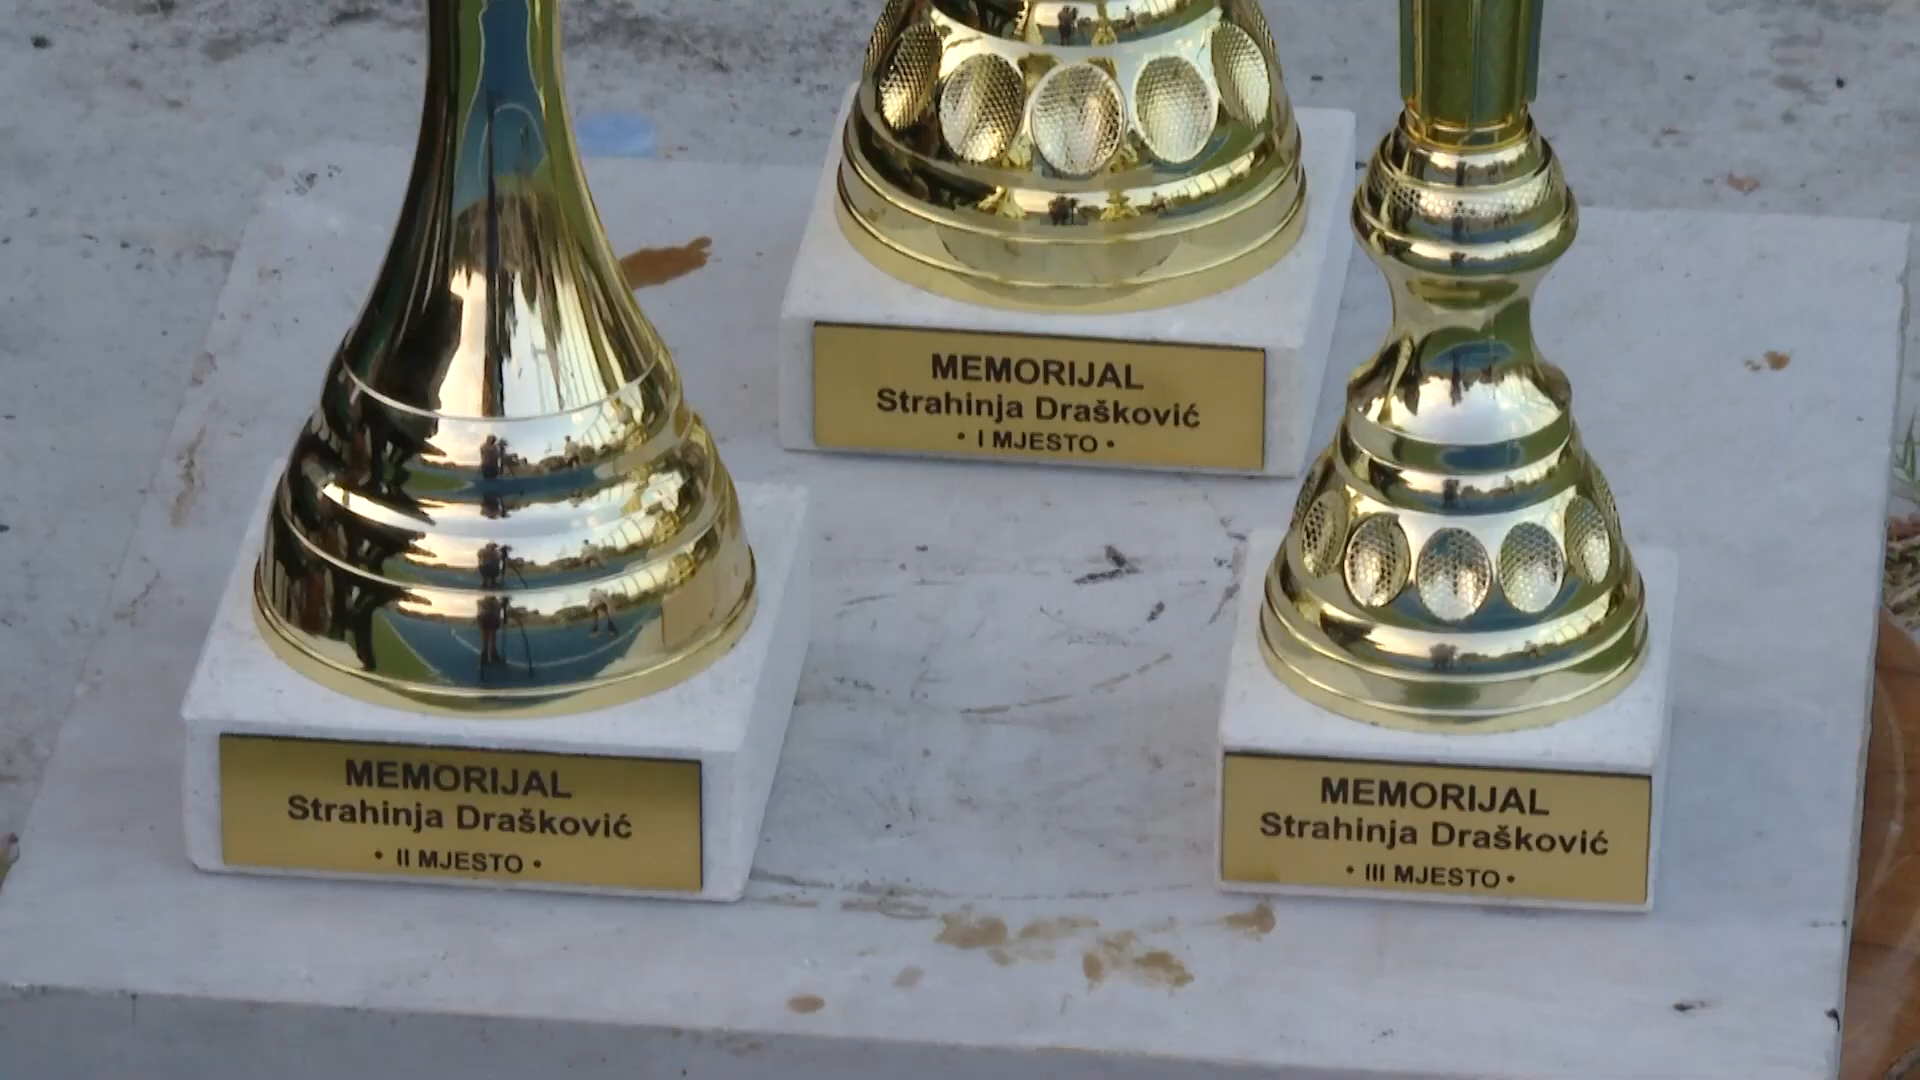 MEMORIJAL
Strahinja Drašković
• I MJESTO •
MEMORIJAL
Strahinja Drašković
• II MJESTO •
MEMORIJAL
Strahinja Drašković
• III MJESTO •